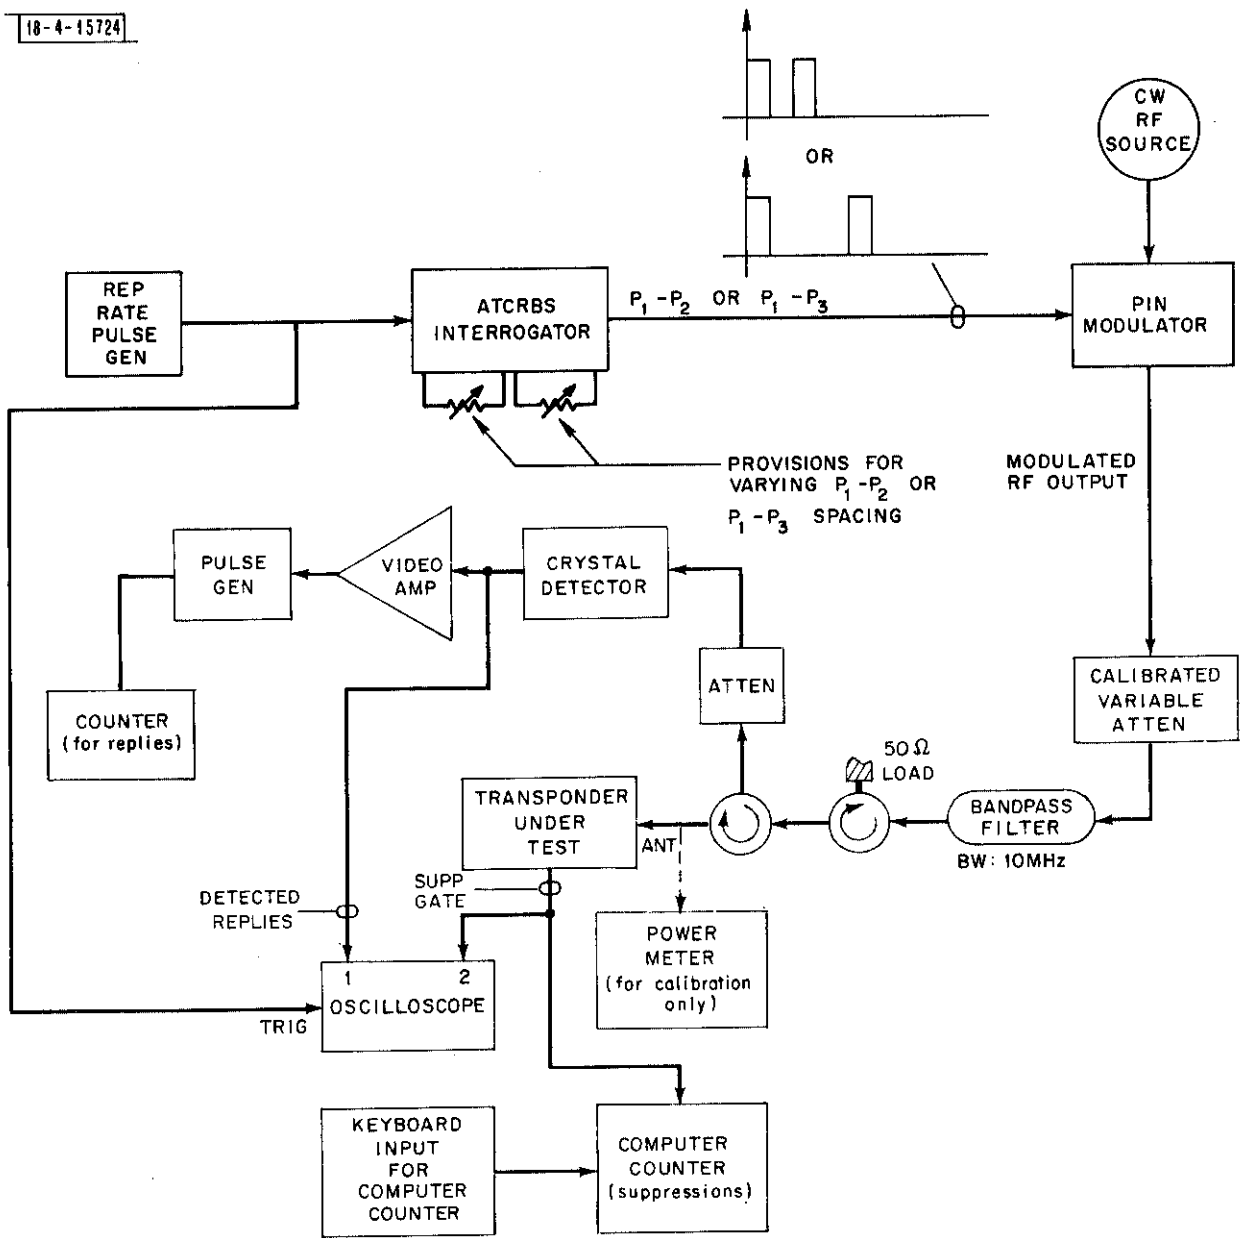 18-4-15724
OR
CW
RF
SOURCE
REP
RATE
PULSE
GEN
ATCRBS
INTERROGATOR
P1-P2 OR P1-P3
PIN
MODULATOR
PROVISIONS FOR
VARYING P1-P2 OR
P1-P3 SPACING
MODULATED
RF OUTPUT
PULSE
GEN
VIDEO
AMP
CRYSTAL
DETECTOR
ATTEN
CALIBRATED
VARIABLE
ATTEN
COUNTER
(for replies)
50Ω
LOAD
TRANSPONDER
UNDER
TEST
ANT
BANDPASS
FILTER
BW: 10MHz
SUPP
GATE
DETECTED
REPLIES
POWER
METER
(for calibration
only)
1 2
OSCILLOSCOPE
TRIG
KEYBOARD
INPUT
FOR
COMPUTER
COUNTER
COMPUTER
COUNTER
(suppressions)